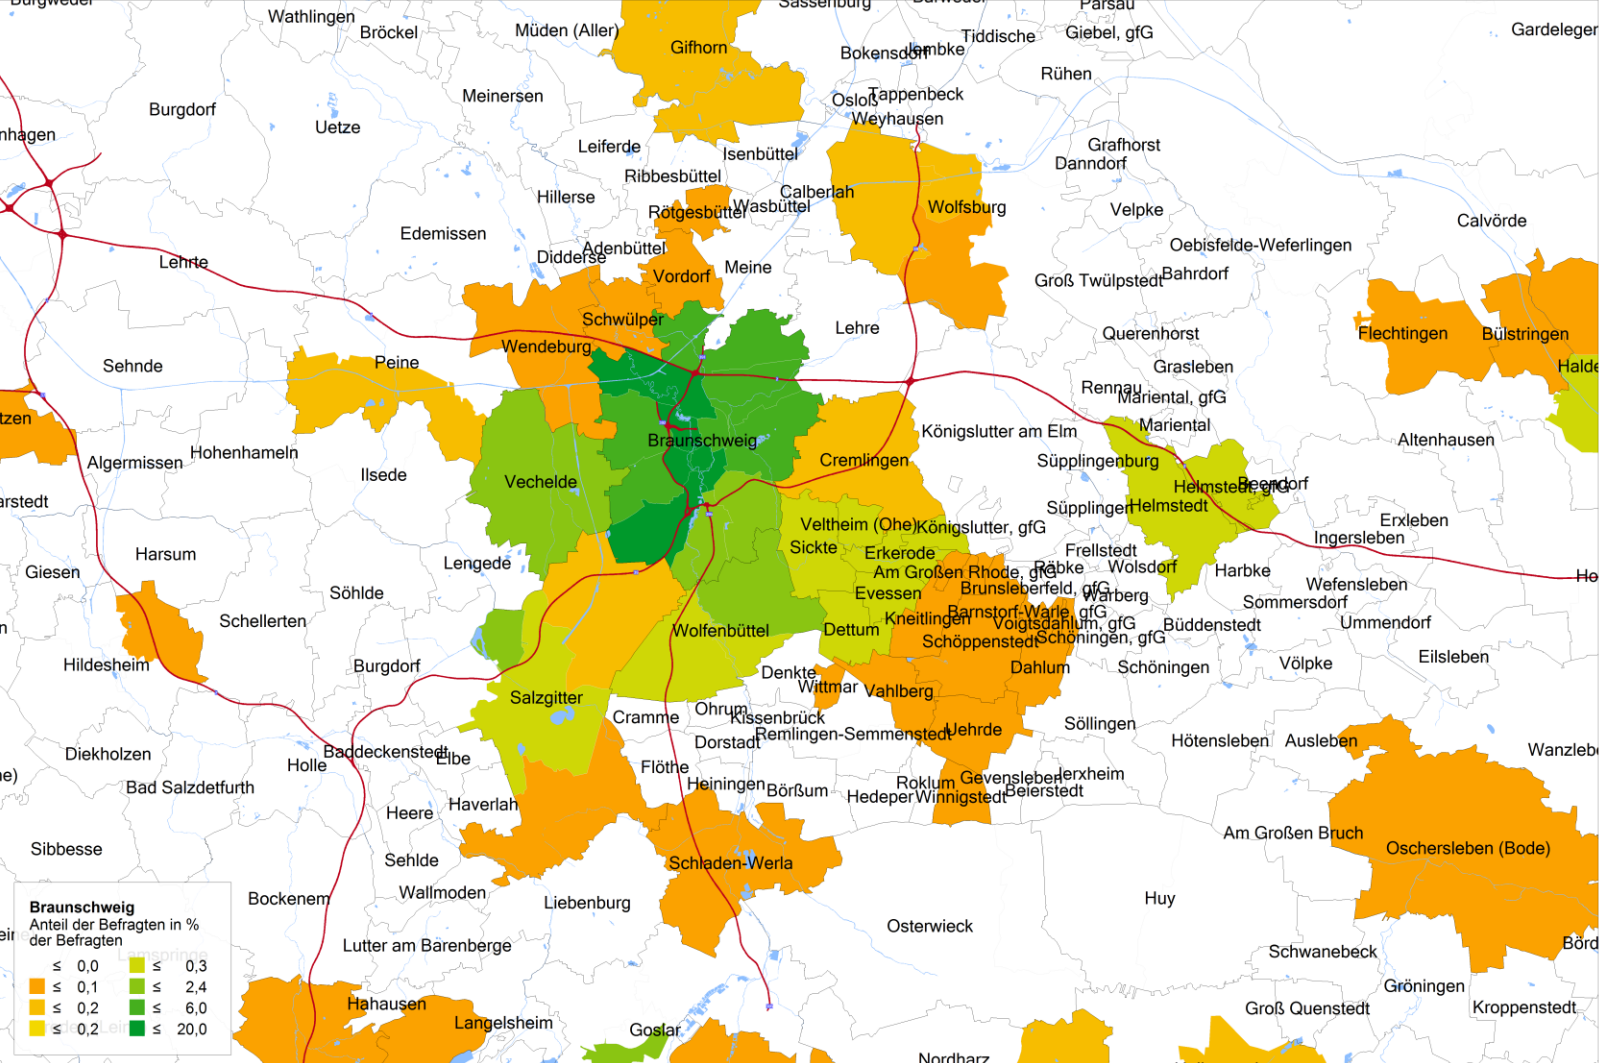 Burgwedel
Wathlingen
Bröckel
Müden (Aller)
Gifhorn
Sassenburg
Barwedel
Parsau
Bokensdorf
Jembke
Tiddische
Giebel, gfG
Rühen
Burgdorf
Uetze
Meinersen
Osloß
Tappenbeck
Weyhausen
nhagen
Leiferde
Isenbüttel
Grafhorst
Danndorf
Ribbesbüttel
Hillerse
Calberlah
Rötgesbüttel
Wasbüttel
Wolfsburg
Velpke
Calvörde
Edemissen
Adenbüttel
Didderse
Oebisfelde-Weferlingen
Lehrte
Vordorf
Meine
Groß Twülpstedt
Bahrdorf
Schwülper
Lehre
Wendeburg
Querenhorst
Flechtingen
Bülstringen
Sehnde
Peine
Grasleben
Rennau
Mariental, gfG
Mariental
tzen
Braunschweig
Königslutter am Elm
Altenhausen
Algermissen
Hohenhameln
Ilsede
Vechelde
Cremlingen
Süpplingenburg
Helmstedt, gfG
Beendorf
Helmstedt
arstedt
Süpplingen
Veltheim (Ohe)
Königslutter, gfG
Erxleben
Ingersleben
Harsum
Sickte
Erkerode
Frellstedt
Räbke
Wolsdorf
Harbke
Giesen
Lengede
Am Großen Rhode, gfG
Brunsleberfeld, gfG
Warberg
Wefensleben
Söhlde
Evessen
Sommersdorf
Schellerten
Wolfenbüttel
Dettum
Kneitlingen
Barnstorf-Warle, gfG
Voigtsdahlum, gfG
Schöningen, gfG
Büddenstedt
Ummendorf
Schöppenstedt
Hildesheim
Burgdorf
Denkte
Dahlum
Schöningen
Völpke
Eilsleben
Salzgitter
Wittmar
Vahlberg
Cramme
Ohrum
Kissenbrück
Remlingen-Semmenstedt
Uehrde
Söllingen
Hötensleben
Ausleben
Diekholzen
Holle
Baddeckenstedt
Elbe
Dorstadt
Flöthe
Heiningen
Börßum
Roklum
Gevensleben
Jerxheim
Beierstedt
Hedeper
Winnigstedt
Bad Salzdetfurth
Haverlah
Heere
Am Großen Bruch
Oschersleben (Bode)
Sibbesse
Sehlde
Schladen-Werla
Wallmoden
Bockenem
Liebenburg
Huy
Osterwieck
Lutter am Barenberge
Schwanebeck
Gröningen
Hahausen
Langelsheim
Goslar
Groß Quenstedt
Kroppenstedt
Nordharz
Lamspringe
Braunschweig
Anteil der Befragten in %
der Befragten
≤ 0,0 ≤ 0,3
≤ 0,1 ≤ 2,4
≤ 0,2 ≤ 6,0
≤ 0,2 ≤ 20,0